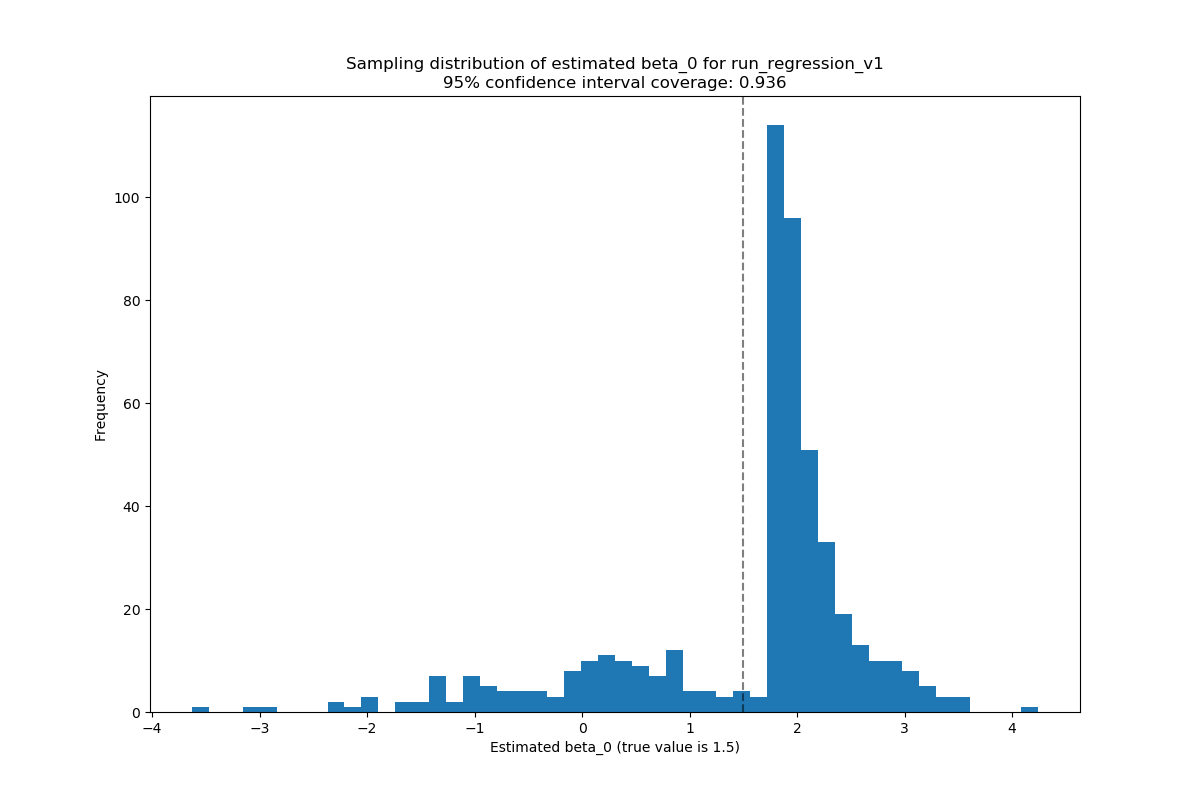 Sampling distribution of estimated beta_0 for run_regression_v1
95% confidence interval coverage: 0.936
Frequency
100
80
60
40
20
0
−4 −3 −2 −1 0 1 2 3 4
Estimated beta_0 (true value is 1.5)